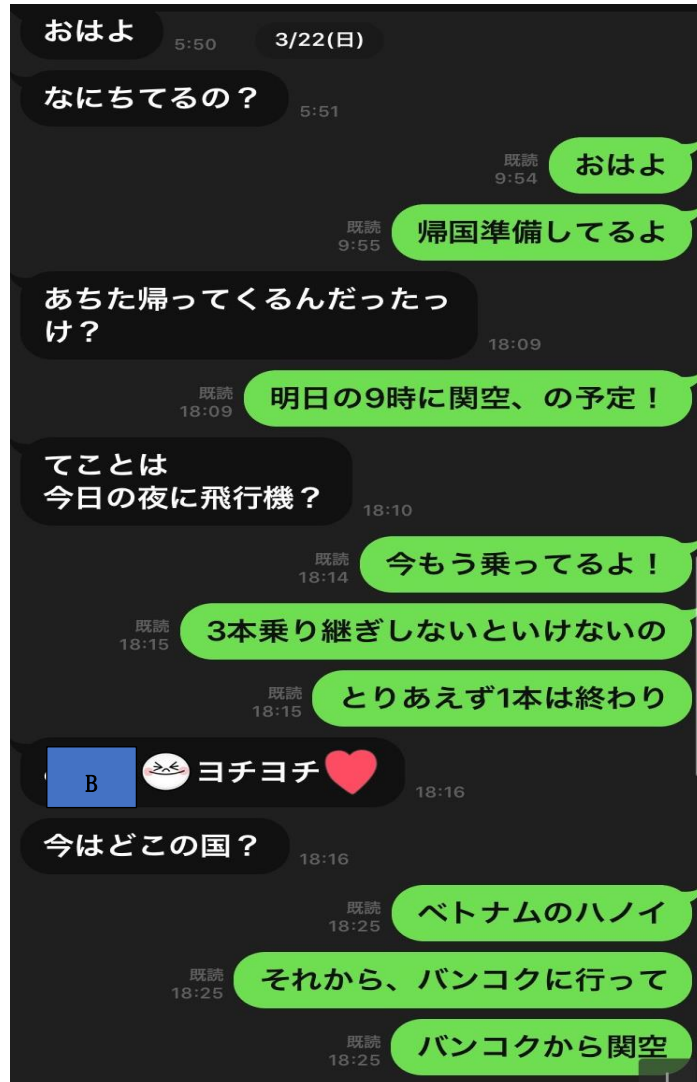 おはよ
5:50
3/22(日)
なにちてるの？
5:51
既読
9:54
おはよ
既読
9:55
帰国準備してるよ
あちた帰ってくるんだったっ
け？
18:09
既読
18:09
明日の9時に関空、の予定！
てことは
今日の夜に飛行機？
18:10
既読
18:14
今もう乗ってるよ！
既読
18:15
3本乗り継ぎしないといけないの
既読
18:15
とりあえず1本は終わり
B
ヨチヨチ
18:16
今はどこの国？
18:16
既読
18:25
ベトナムのハノイ
既読
18:25
それから、バンコクに行って
既読
18:25
バンコクから関空